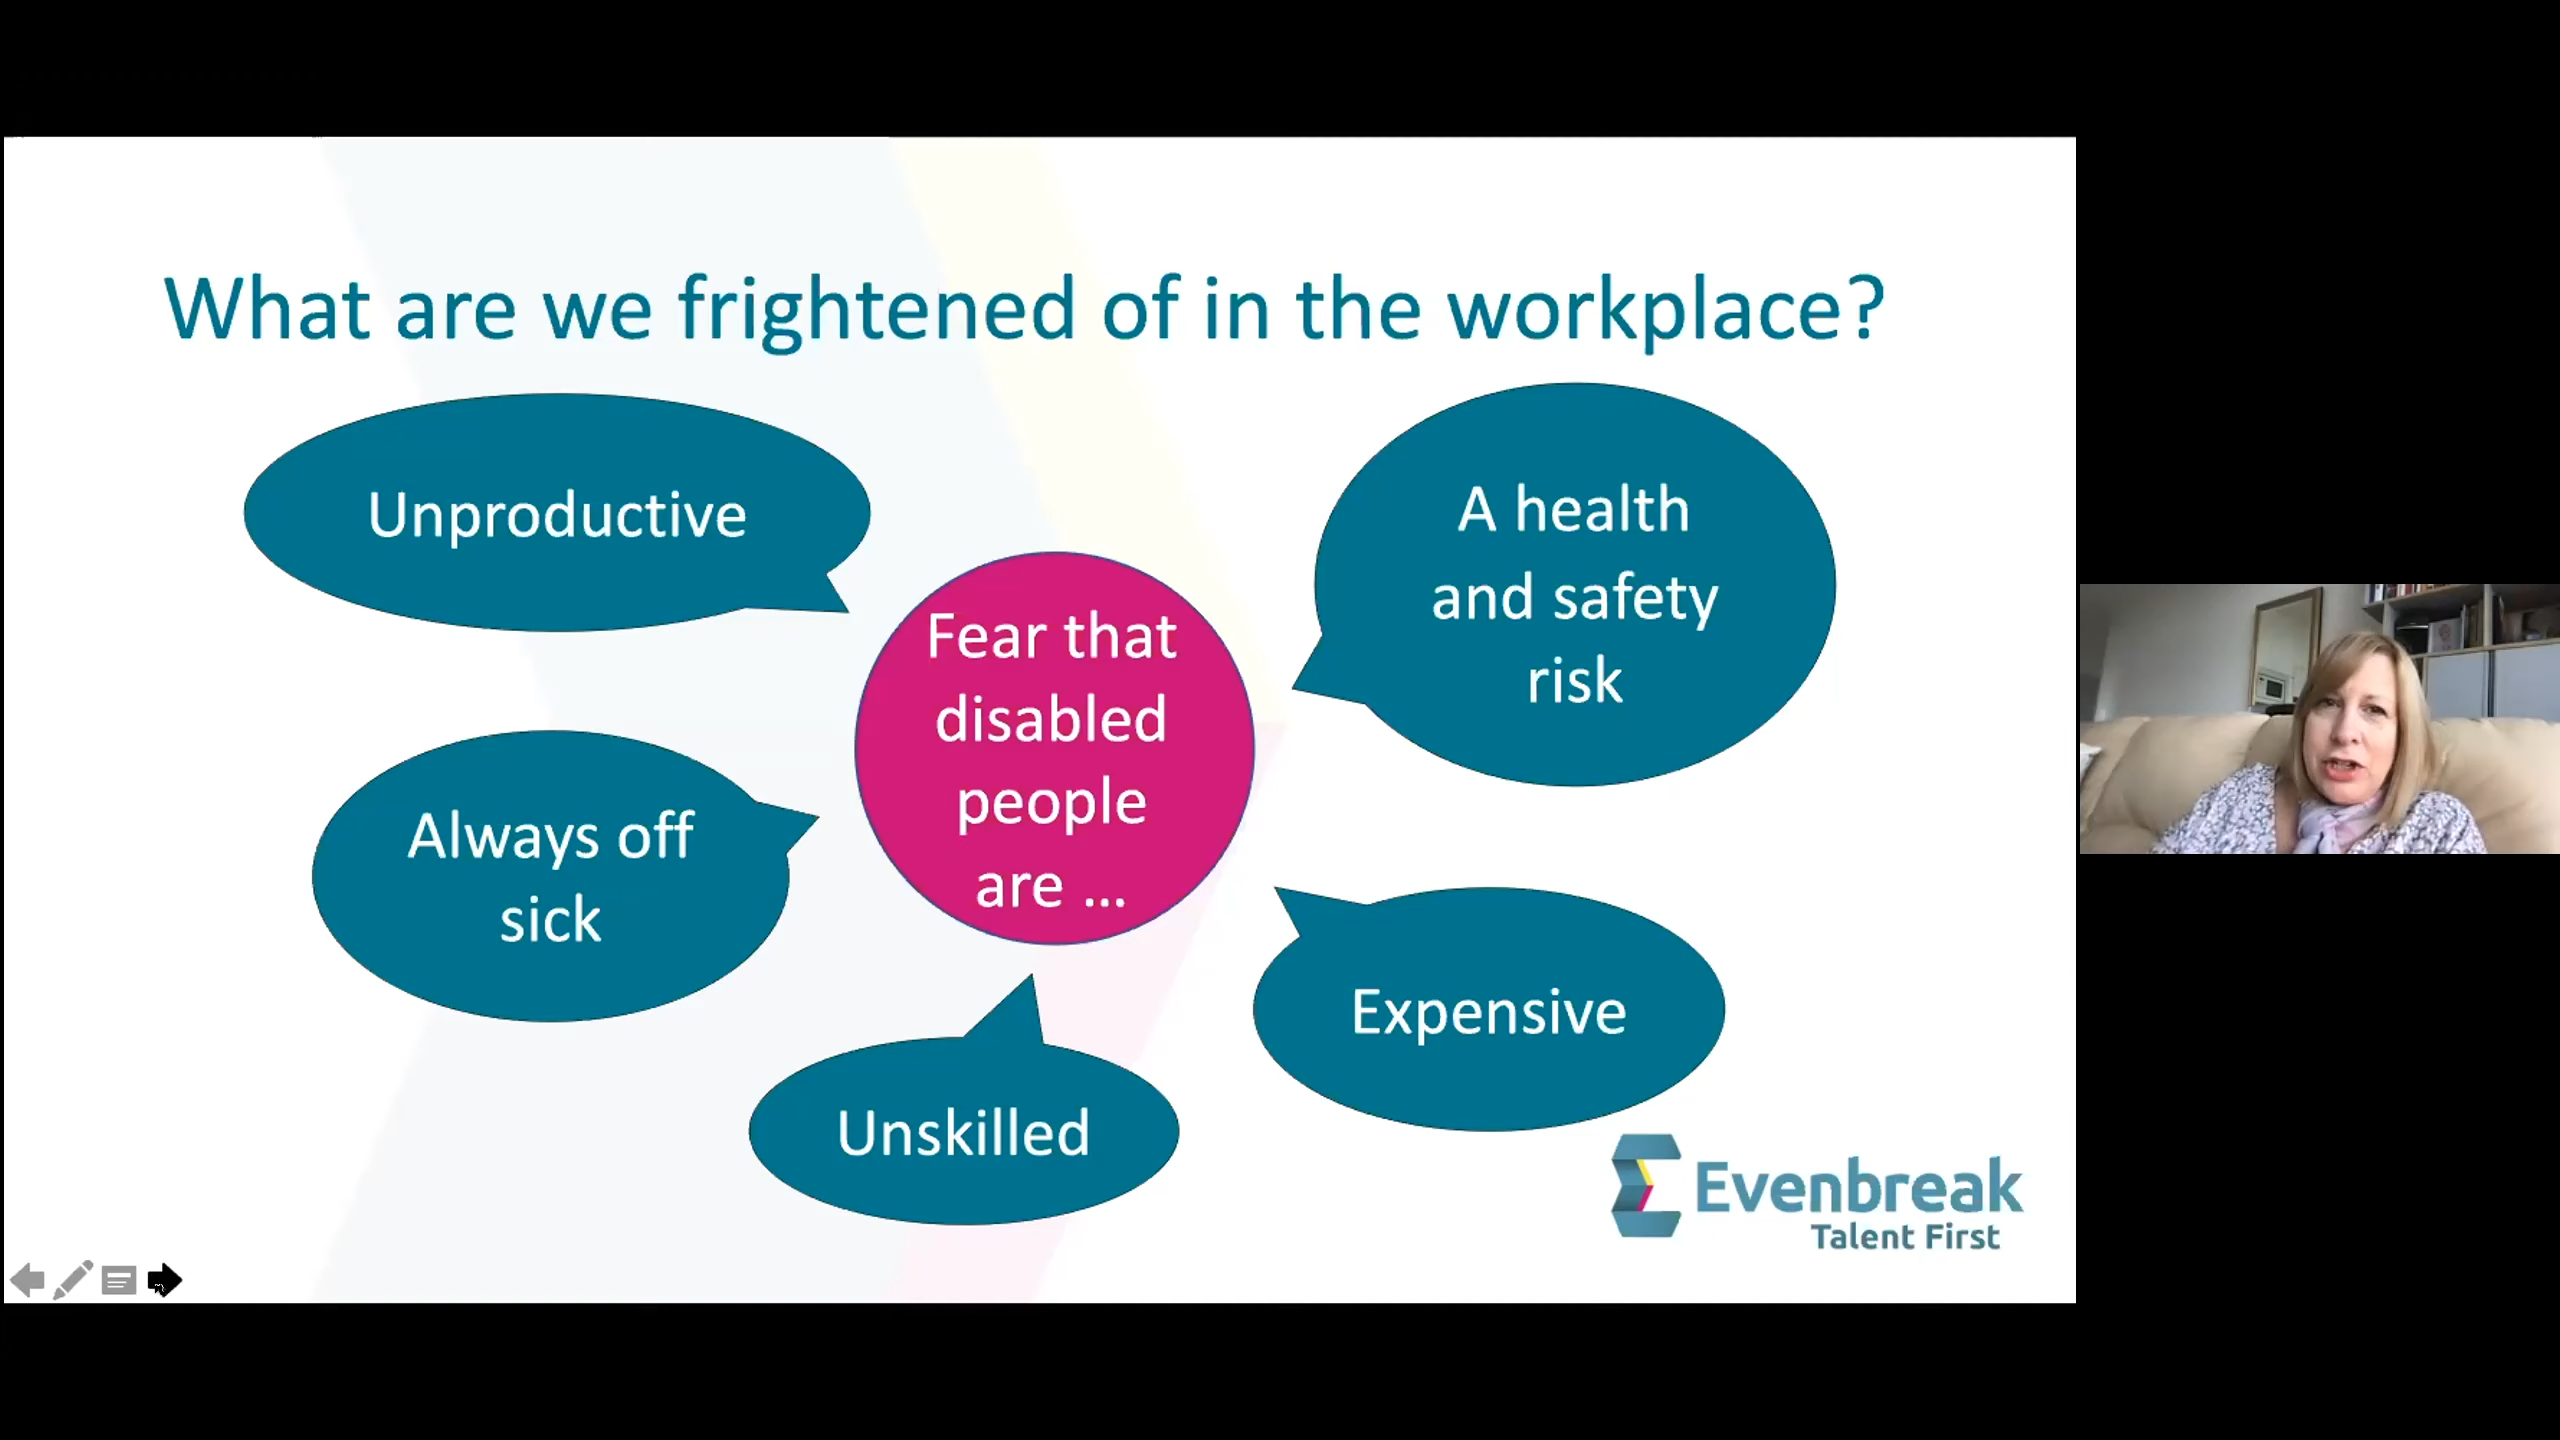 What are we frightened of in the workplace?
Unproductive
A health
and safety
risk
Fear that
disabled
people
are ...
Always off
sick
Expensive
Unskilled
Evenbreak
Talent First